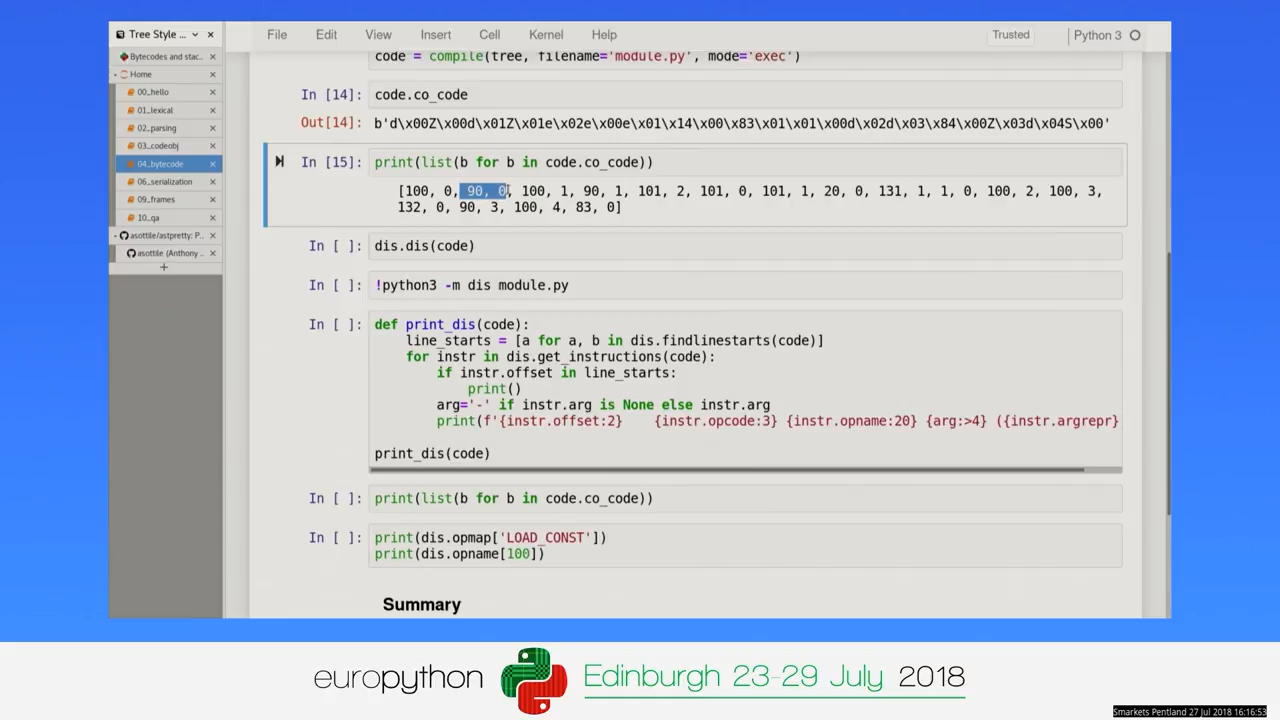 Tree Style ...
File Edit View Insert Cell Kernel Help Trusted Python 3
Bytecodes and stac...
Home
00_hello
01_lexical
02_parsing
03_codeobj
04_bytecode
06_serialization
09_frames
10_qa
asottile/astpretty: P...
asottile (Anthony ...
code = compile(tree, filename='module.py', mode='exec')
In [14]: code.co_code
Out[14]: b'd\x00Z\x00d\x01Z\x01e\x02e\x00e\x01\x14\x00\x83\x01\x01\x00d\x02d\x03\x84\x00Z\x03d\x04S\x00'
In [15]: print(list(b for b in code.co_code))
[100, 0, 90, 0, 100, 1, 90, 1, 101, 2, 101, 0, 101, 1, 20, 0, 131, 1, 1, 0, 100, 2, 100, 3,
132, 0, 90, 3, 100, 4, 83, 0]
In [ ]: dis.dis(code)
In [ ]: !python3 -m dis module.py
In [ ]: def print_dis(code):
line_starts = [a for a, b in dis.findlinestarts(code)]
for instr in dis.get_instructions(code):
if instr.offset in line_starts:
print()
arg='-' if instr.arg is None else instr.arg
print(f'{instr.offset:2} {instr.opcode:3} {instr.opname:20} {arg:>4} ({instr.argrepr}
print_dis(code)
In [ ]: print(list(b for b in code.co_code))
In [ ]: print(dis.opmap['LOAD_CONST'])
print(dis.opname[100])
Summary
europython Edinburgh 23-29 July 2018
Smarkets Pentland 27 Jul 2018 16:16:53